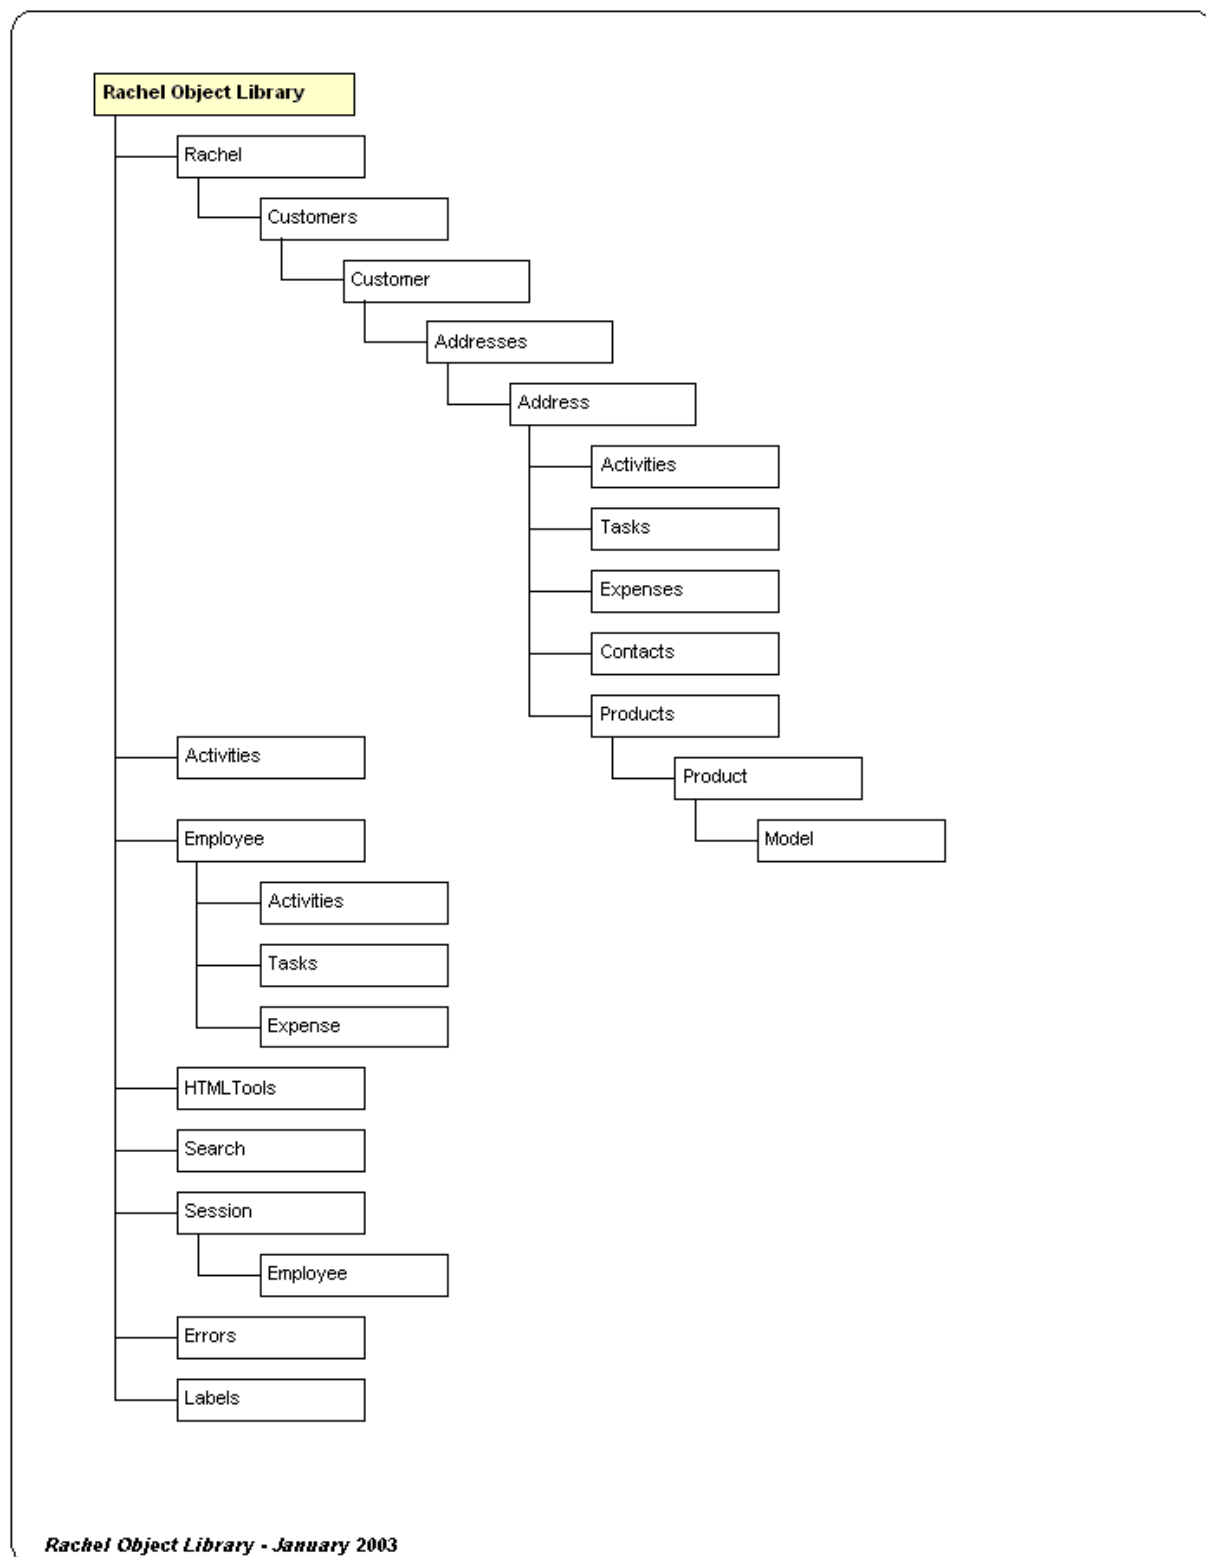 Rachel Object Library
Rachel
Customers
Customer
Addresses
Address
Activities
Tasks
Expenses
Contacts
Products
Activities
Product
Employee
Model
Activities
Tasks
Expense
HTMLTools
Search
Session
Employee
Errors
Labels
Rachel Object Library - January 2003